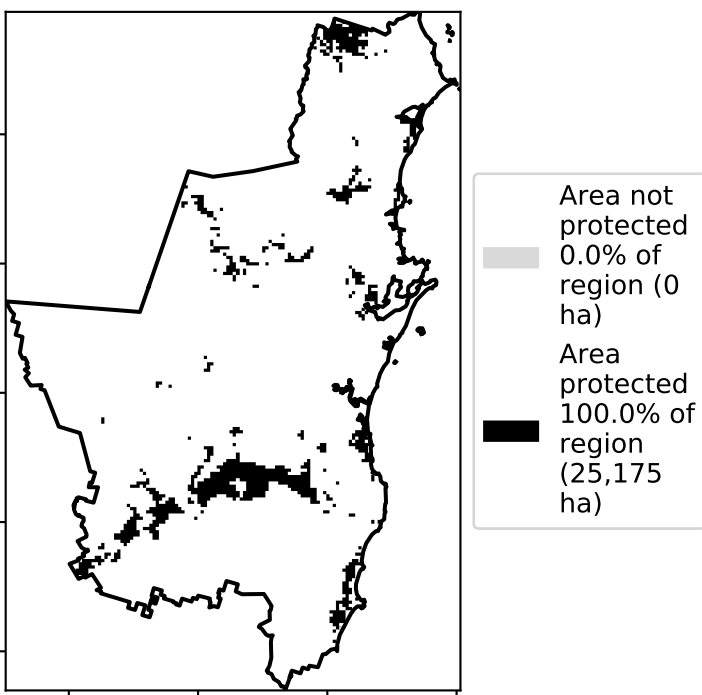 Area not
protected
0.0% of
region (0
ha)
Area
protected
100.0% of
region
(25,175
ha)